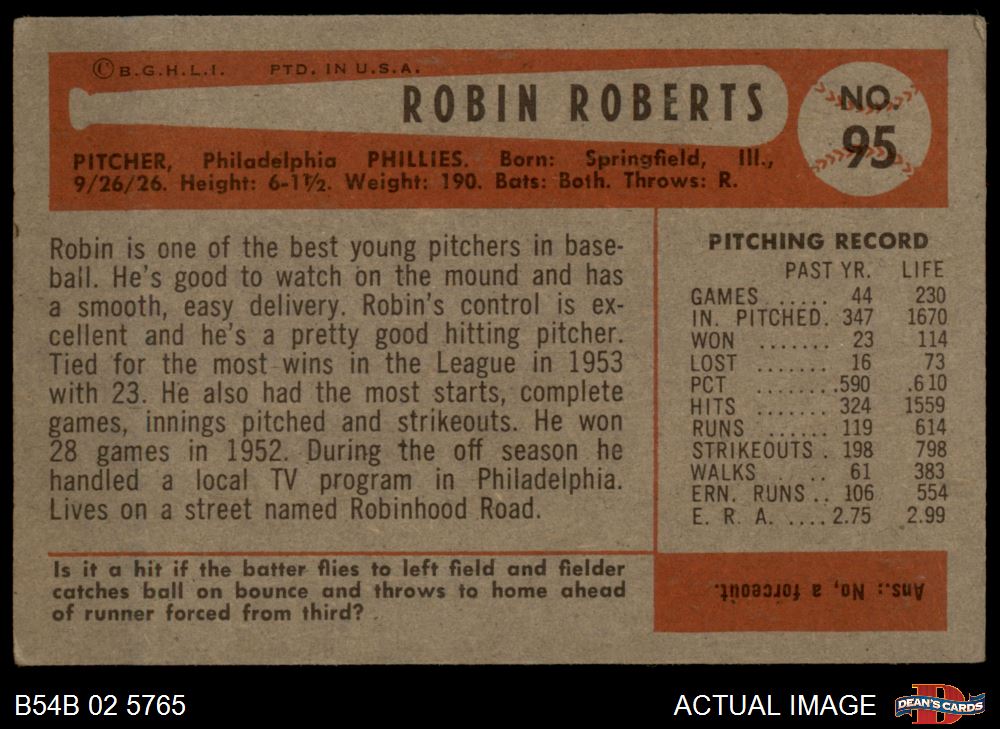 © B.G.H.L.I. PTD. IN U.S.A.
ROBIN ROBERTS
NO.
95
PITCHER, Philadelphia PHILLIES. Born: Springfield, Ill.,
9/26/26. Height: 6-1½. Weight: 190. Bats: Both. Throws: R.
Robin is one of the best young pitchers in base-
ball. He's good to watch on the mound and has
a smooth, easy delivery. Robin's control is ex-
cellent and he's a pretty good hitting pitcher.
Tied for the most wins in the League in 1953
with 23. He also had the most starts, complete
games, innings pitched and strikeouts. He won
28 games in 1952. During the off season he
handled a local TV program in Philadelphia.
Lives on a street named Robinhood Road.
PITCHING RECORD
PAST YR. LIFE
GAMES ...... 44 230
IN. PITCHED. 347 1670
WON ....... 23 114
LOST ....... 16 73
PCT ........590 .610
HITS ....... 324 1559
RUNS ...... 119 614
STRIKEOUTS . 198 798
WALKS .... 61 383
ERN. RUNS .. 106 554
E. R. A. ....2.75 2.99
Is it a hit if the batter flies to left field and fielder
catches ball on bounce and throws to home ahead
of runner forced from third?
Ans.: No, a forceout.
B54B 02 5765
ACTUAL IMAGE
DEAN'S CARDS